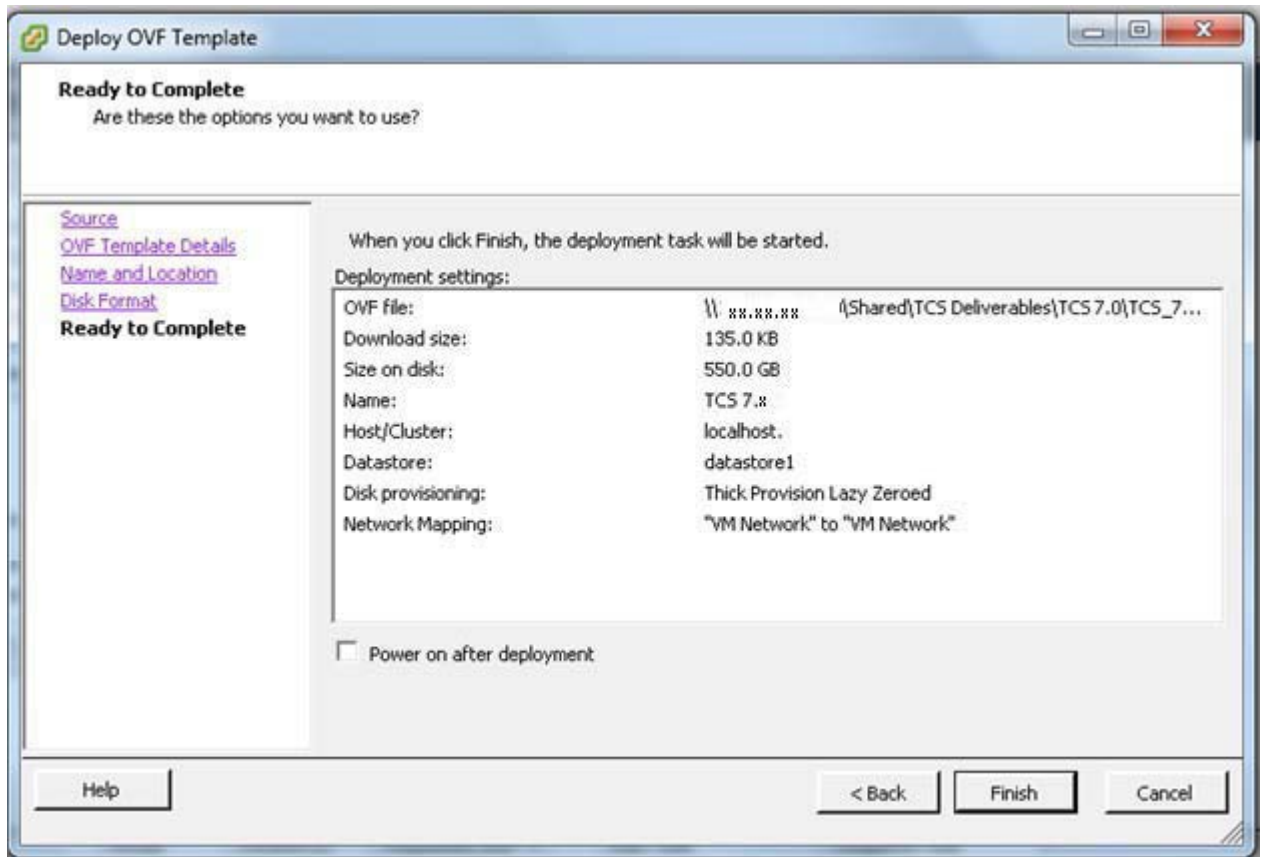 Deploy OVF Template
Ready to Complete
Are these the options you want to use?
Source
OVF Template Details
Name and Location
Disk Format
Ready to Complete
When you click Finish, the deployment task will be started.
Deployment settings:
OVF file: \\ xx.xx.xx \Shared\TCS Deliverables\TCS 7.0\TCS_7...
Download size: 135.0 KB
Size on disk: 550.0 GB
Name: TCS 7.x
Host/Cluster: localhost.
Datastore: datastore1
Disk provisioning: Thick Provision Lazy Zeroed
Network Mapping: "VM Network" to "VM Network"
Power on after deployment
Help
< Back
Finish
Cancel